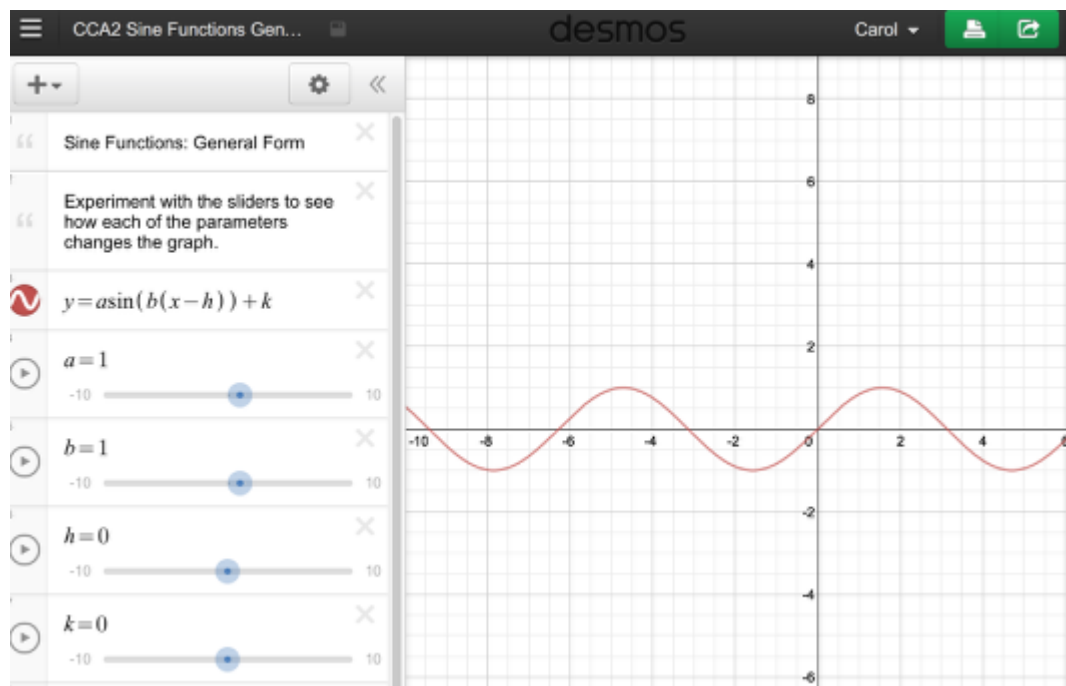 CCA2 Sine Functions Gen...
desmos
Carol
Sine Functions: General Form
Experiment with the sliders to see
how each of the parameters
changes the graph.
y=asin(b(x−h))+k
a=1
-10 10
b=1
-10 10
h=0
-10 10
k=0
-10 10
8
6
4
2
-10 -8 -6 -4 -2 0 2 4
-2
-4
-6